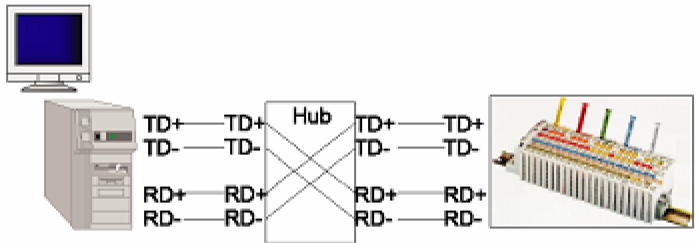 Hub
TD+ TD+ TD+ TD+
TD- TD- TD- TD-
RD+ RD+ RD+ RD+
RD- RD- RD- RD-